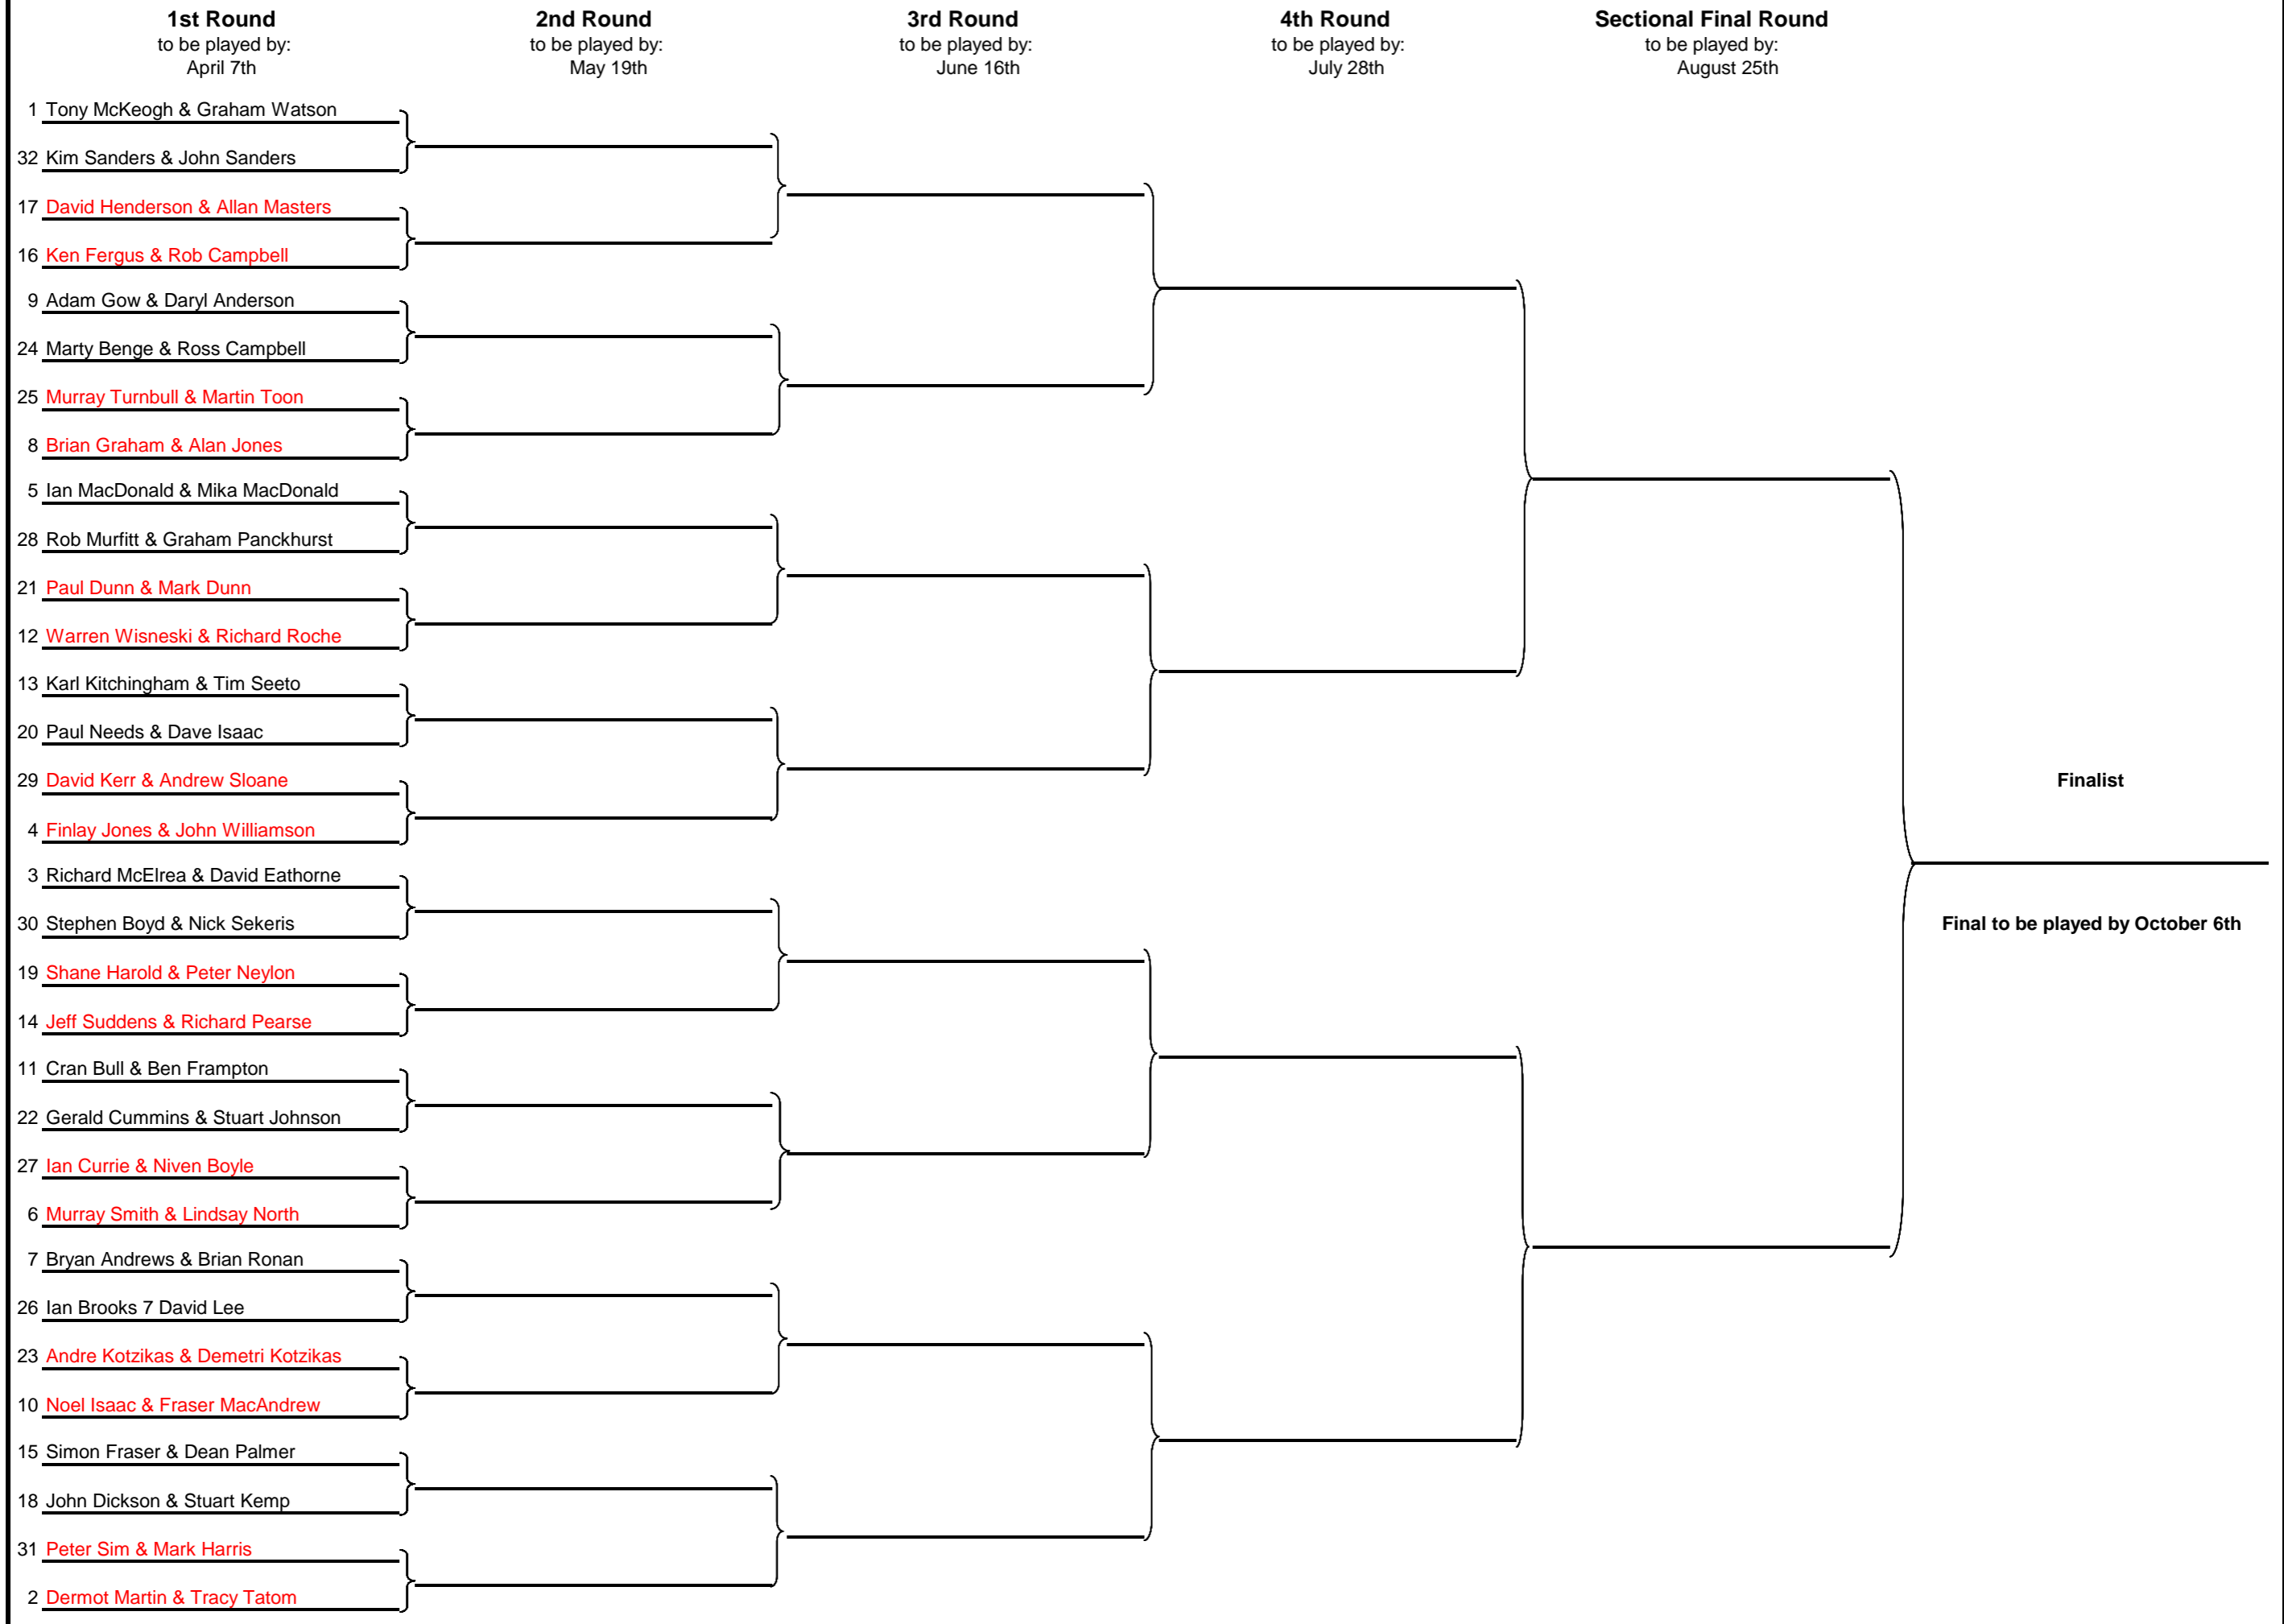 1st Round
to be played by:
April 7th
2nd Round
to be played by:
May 19th
3rd Round
to be played by:
June 16th
4th Round
to be played by:
July 28th
Sectional Final Round
to be played by:
August 25th
1 Tony McKeogh & Graham Watson
32 Kim Sanders & John Sanders
17 David Henderson & Allan Masters
16 Ken Fergus & Rob Campbell
9 Adam Gow & Daryl Anderson
24 Marty Benge & Ross Campbell
25 Murray Turnbull & Martin Toon
8 Brian Graham & Alan Jones
5 Ian MacDonald & Mika MacDonald
28 Rob Murfitt & Graham Panckhurst
21 Paul Dunn & Mark Dunn
12 Warren Wisneski & Richard Roche
13 Karl Kitchingham & Tim Seeto
20 Paul Needs & Dave Isaac
29 David Kerr & Andrew Sloane
4 Finlay Jones & John Williamson
3 Richard McElrea & David Eathorne
30 Stephen Boyd & Nick Sekeris
19 Shane Harold & Peter Neylon
14 Jeff Suddens & Richard Pearse
11 Cran Bull & Ben Frampton
22 Gerald Cummins & Stuart Johnson
27 Ian Currie & Niven Boyle
6 Murray Smith & Lindsay North
7 Bryan Andrews & Brian Ronan
26 Ian Brooks 7 David Lee
23 Andre Kotzikas & Demetri Kotzikas
10 Noel Isaac & Fraser MacAndrew
15 Simon Fraser & Dean Palmer
18 John Dickson & Stuart Kemp
31 Peter Sim & Mark Harris
2 Dermot Martin & Tracy Tatom
Finalist
Final to be played by October 6th